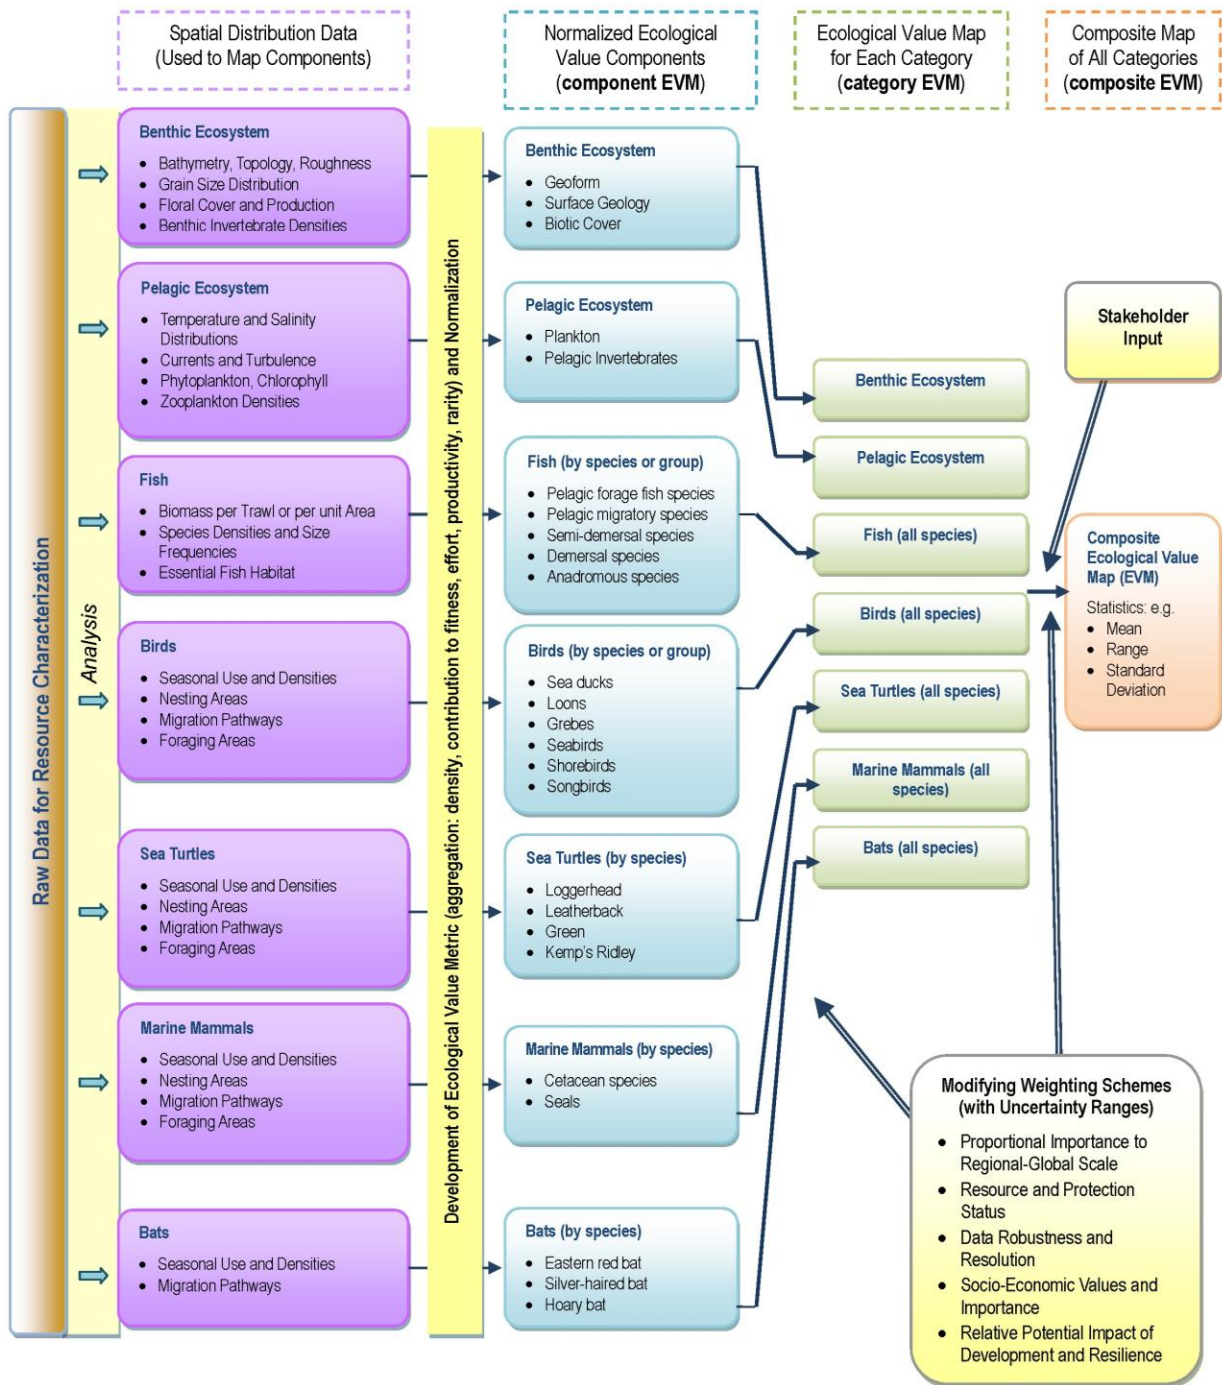 Spatial Distribution Data
(Used to Map Components)
Normalized Ecological
Value Components
(component EVM)
Ecological Value Map
for Each Category
(category EVM)
Composite Map
of All Categories
(composite EVM)
Raw Data for Resource Characterization
Analysis
Benthic Ecosystem
• Bathymetry, Topology, Roughness
• Grain Size Distribution
• Floral Cover and Production
• Benthic Invertebrate Densities
Pelagic Ecosystem
• Temperature and Salinity
Distributions
• Currents and Turbulence
• Phytoplankton, Chlorophyll
• Zooplankton Densities
Fish
• Biomass per Trawl or per unit Area
• Species Densities and Size
Frequencies
• Essential Fish Habitat
Birds
• Seasonal Use and Densities
• Nesting Areas
• Migration Pathways
• Foraging Areas
Sea Turtles
• Seasonal Use and Densities
• Nesting Areas
• Migration Pathways
• Foraging Areas
Marine Mammals
• Seasonal Use and Densities
• Nesting Areas
• Migration Pathways
• Foraging Areas
Bats
• Seasonal Use and Densities
• Migration Pathways
Development of Ecological Value Metric (aggregation: density, contribution to fitness, effort, productivity, rarity) and Normalization
Benthic Ecosystem
• Geoform
• Surface Geology
• Biotic Cover
Pelagic Ecosystem
• Plankton
• Pelagic Invertebrates
Fish (by species or group)
• Pelagic forage fish species
• Pelagic migratory species
• Semi-demersal species
• Demersal species
• Anadromous species
Birds (by species or group)
• Sea ducks
• Loons
• Grebes
• Seabirds
• Shorebirds
• Songbirds
Sea Turtles (by species)
• Loggerhead
• Leatherback
• Green
• Kemp's Ridley
Marine Mammals (by species)
• Cetacean species
• Seals
Bats (by species)
• Eastern red bat
• Silver-haired bat
• Hoary bat
Benthic Ecosystem
Pelagic Ecosystem
Fish (all species)
Birds (all species)
Sea Turtles (all species)
Marine Mammals (all
species)
Bats (all species)
Stakeholder
Input
Composite
Ecological Value
Map (EVM)
Statistics: e.g.
• Mean
• Range
• Standard
Deviation
Modifying Weighting Schemes
(with Uncertainty Ranges)
• Proportional Importance to
Regional-Global Scale
• Resource and Protection
Status
• Data Robustness and
Resolution
• Socio-Economic Values and
Importance
• Relative Potential Impact of
Development and Resilience